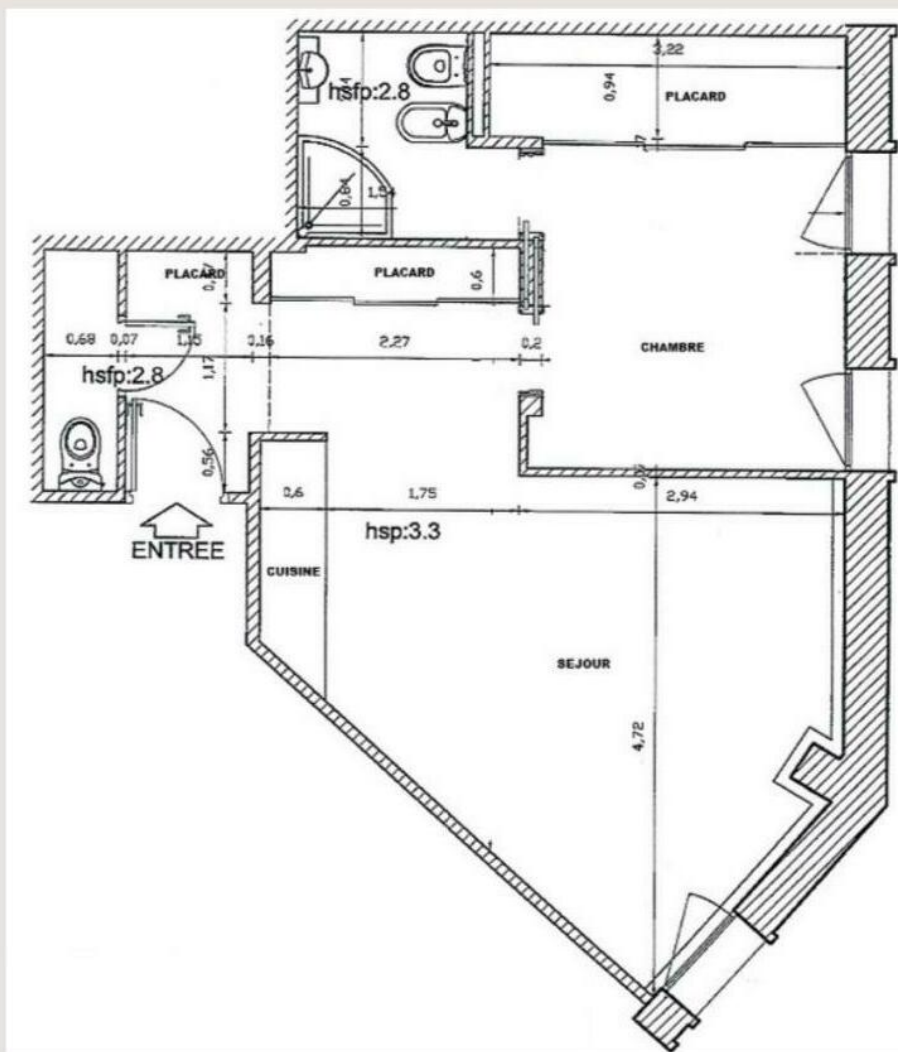 3,22
hsfp:2.8
0,94
PLACARD
0,84
1,54
PLACARD
PLACARD
0,6
0,68
0,07
1,15
0,16
2,27
0,2
CHAMBRE
hsfp:2.8
1,17
0,56
0,6
1,75
2,94
hsp:3.3
ENTREE
CUISINE
SEJOUR
4,72